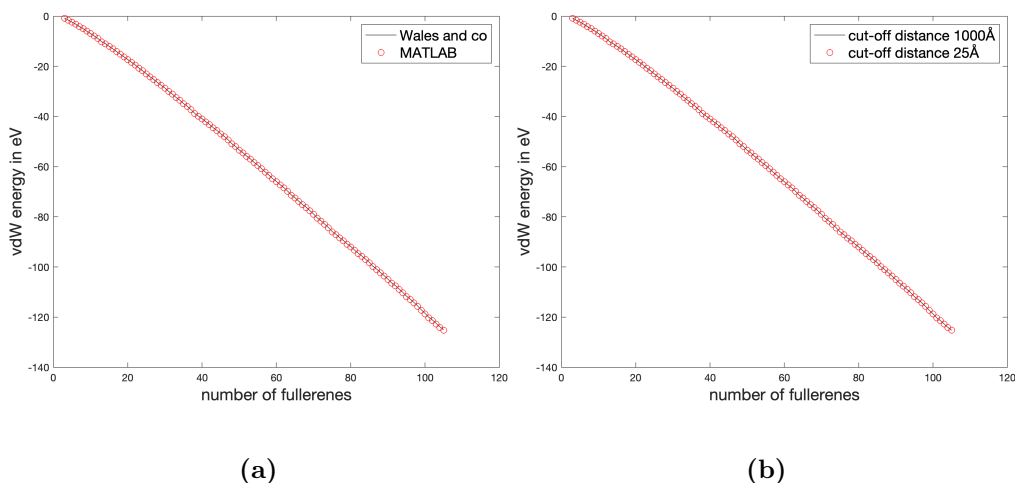 0
-20
-40
-60
-80
-100
-120
-140
0 20 40 60 80 100 120
vdW energy in eV
number of fullerenes
Wales and co
MATLAB
(a)
0
-20
-40
-60
-80
-100
-120
-140
0 20 40 60 80 100 120
vdW energy in eV
number of fullerenes
cut-off distance 1000Å
cut-off distance 25Å
(b)